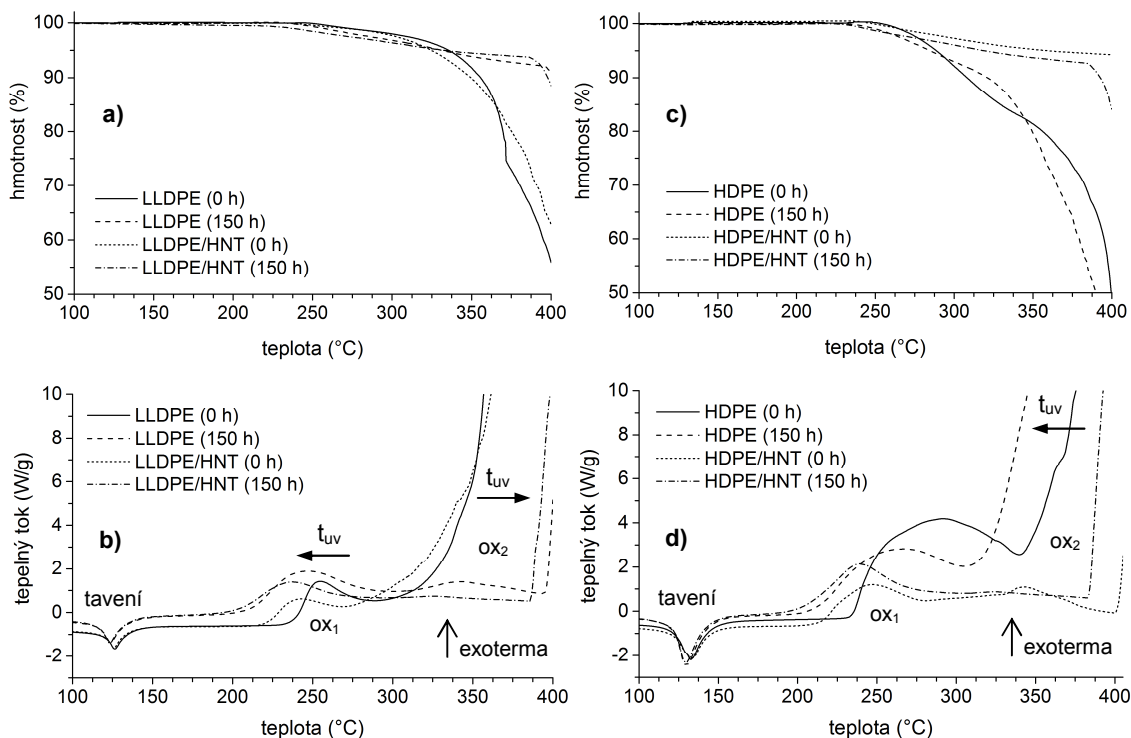 100
90
80
70
60
50
hmotnost (%)
a)
LLDPE (0 h)
LLDPE (150 h)
LLDPE/HNT (0 h)
LLDPE/HNT (150 h)
100 150 200 250 300 350 400
teplota (°C)
100
90
80
70
60
50
hmotnost (%)
c)
HDPE (0 h)
HDPE (150 h)
HDPE/HNT (0 h)
HDPE/HNT (150 h)
100 150 200 250 300 350 400
teplota (°C)
10
8
6
4
2
0
-2
tepelný tok (W/g)
LLDPE (0 h)
LLDPE (150 h)
LLDPE/HNT (0 h)
LLDPE/HNT (150 h)
b)
tuv
tuv
ox2
tavení
ox1
exoterma
100 150 200 250 300 350 400
teplota (°C)
10
8
6
4
2
0
-2
tepelný tok (W/g)
HDPE (0 h)
HDPE (150 h)
HDPE/HNT (0 h)
HDPE/HNT (150 h)
tuv
d)
ox2
tavení
ox1
exoterma
100 150 200 250 300 350 400
teplota (°C)